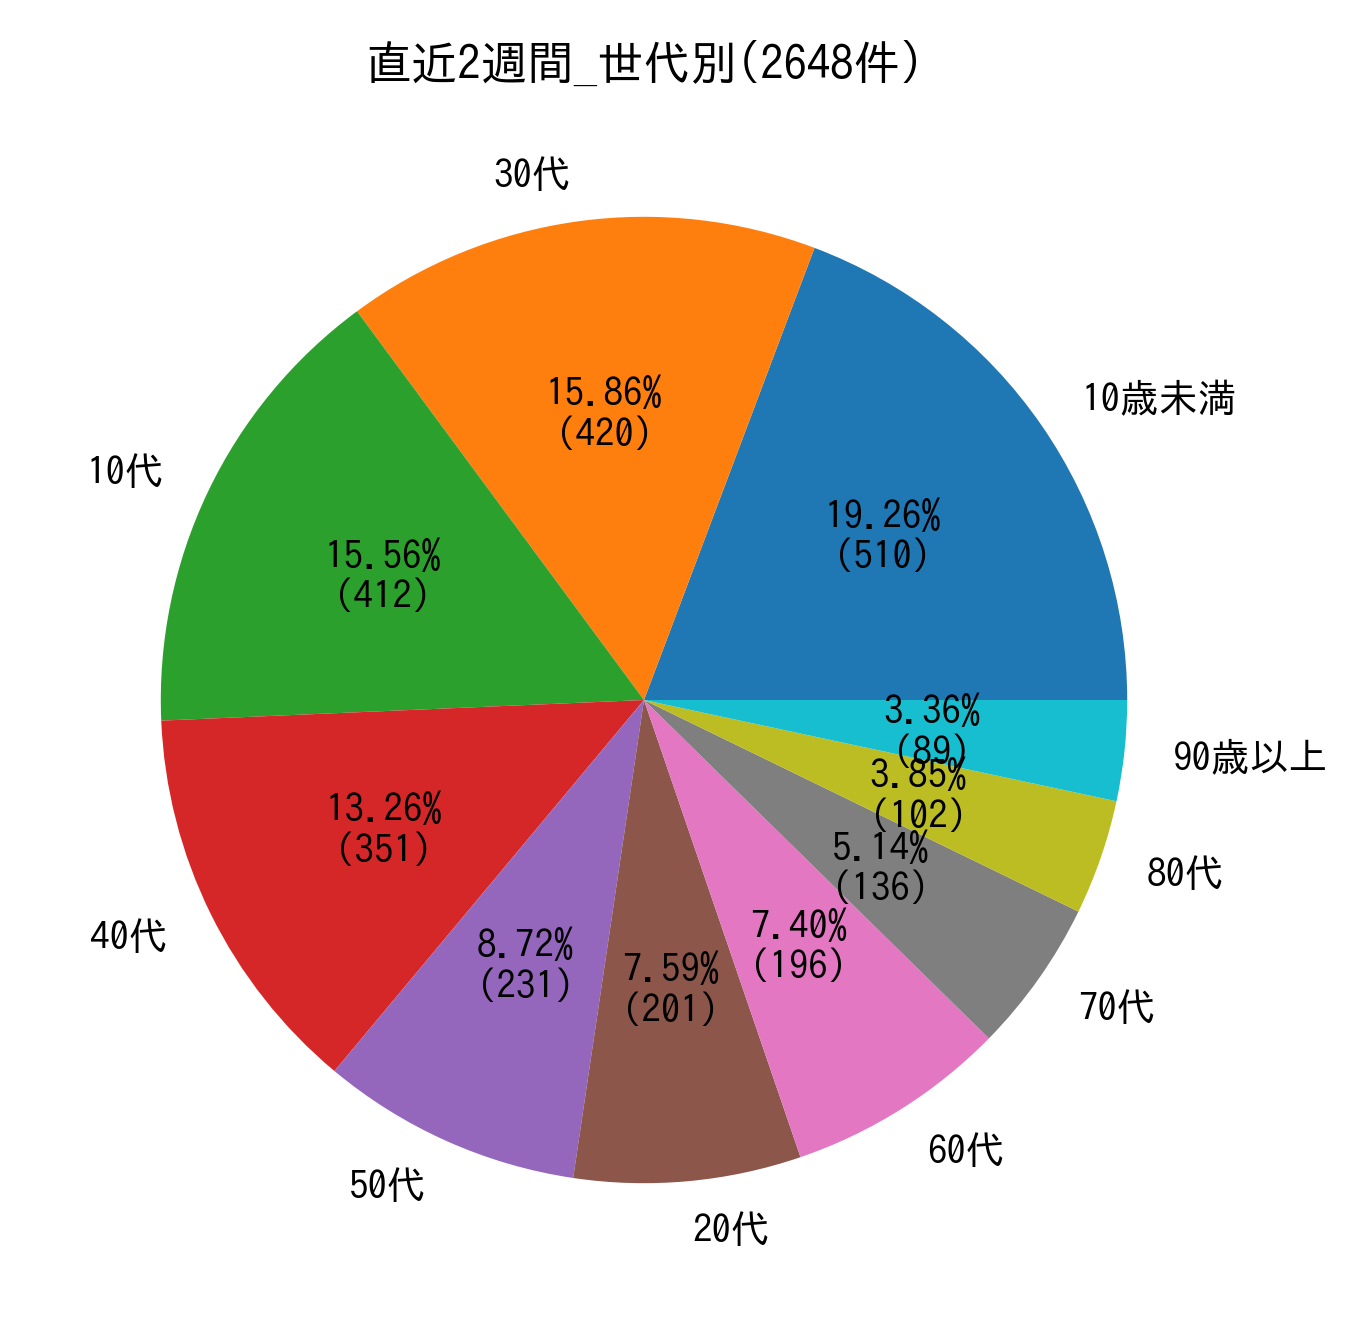 直近2週間_世代別(2648件)
30代
15.86%
(420)
10歳未満
19.26%
(510)
10代
15.56%
(412)
40代
13.26%
(351)
50代
8.72%
(231)
20代
7.59%
(201)
60代
7.40%
(196)
70代
5.14%
(136)
80代
3.85%
(102)
90歳以上
3.36%
(89)